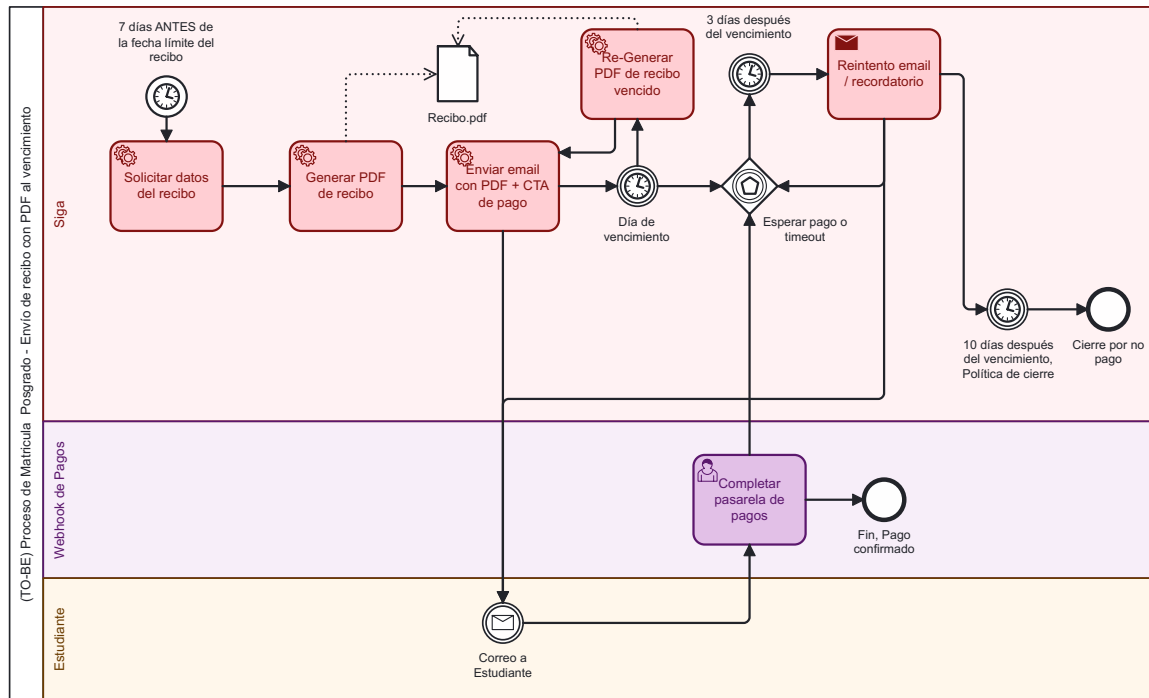 (TO-BE) Proceso de Matricula Posgrado - Envío de recibo con PDF al vencimiento
Siga
7 días ANTES de
la fecha límite del
recibo
Solicitar datos
del recibo
Generar PDF
de recibo
Recibo.pdf
Enviar email
con PDF + CTA
de pago
Re-Generar
PDF de recibo
vencido
Día de
vencimiento
3 días después
del vencimiento
Esperar pago o
timeout
Reintento email
/ recordatorio
10 días después
del vencimiento,
Política de cierre
Cierre por no
pago
Webhook de Pagos
Completar
pasarela de
pagos
Fin, Pago
confirmado
Estudiante
Correo a
Estudiante